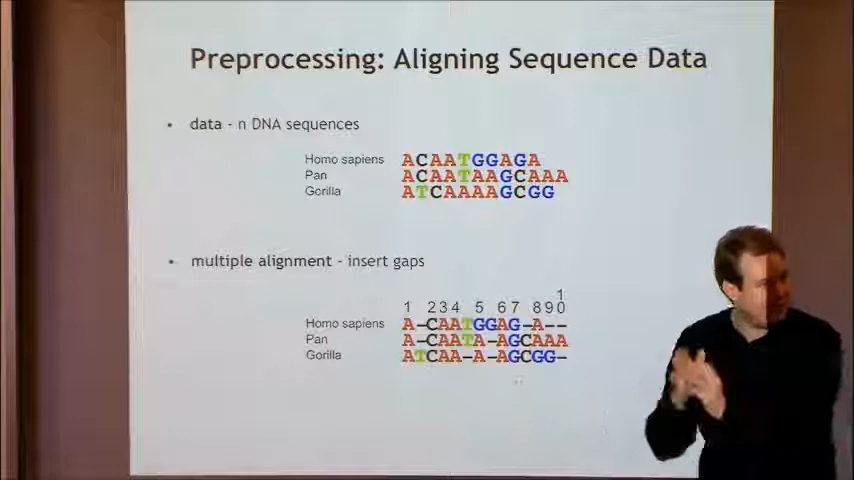 Preprocessing: Aligning Sequence Data
• data - n DNA sequences
Homo sapiens ACAATGGAGA
Pan ACAATAAGCAAA
Gorilla ATCAAAAGCGG
• multiple alignment - insert gaps
1
1 234 5 67 890
Homo sapiens A-CAATGGAG-A--
Pan A-CAATA-AGCAAA
Gorilla ATCAA-A-AGCGG-